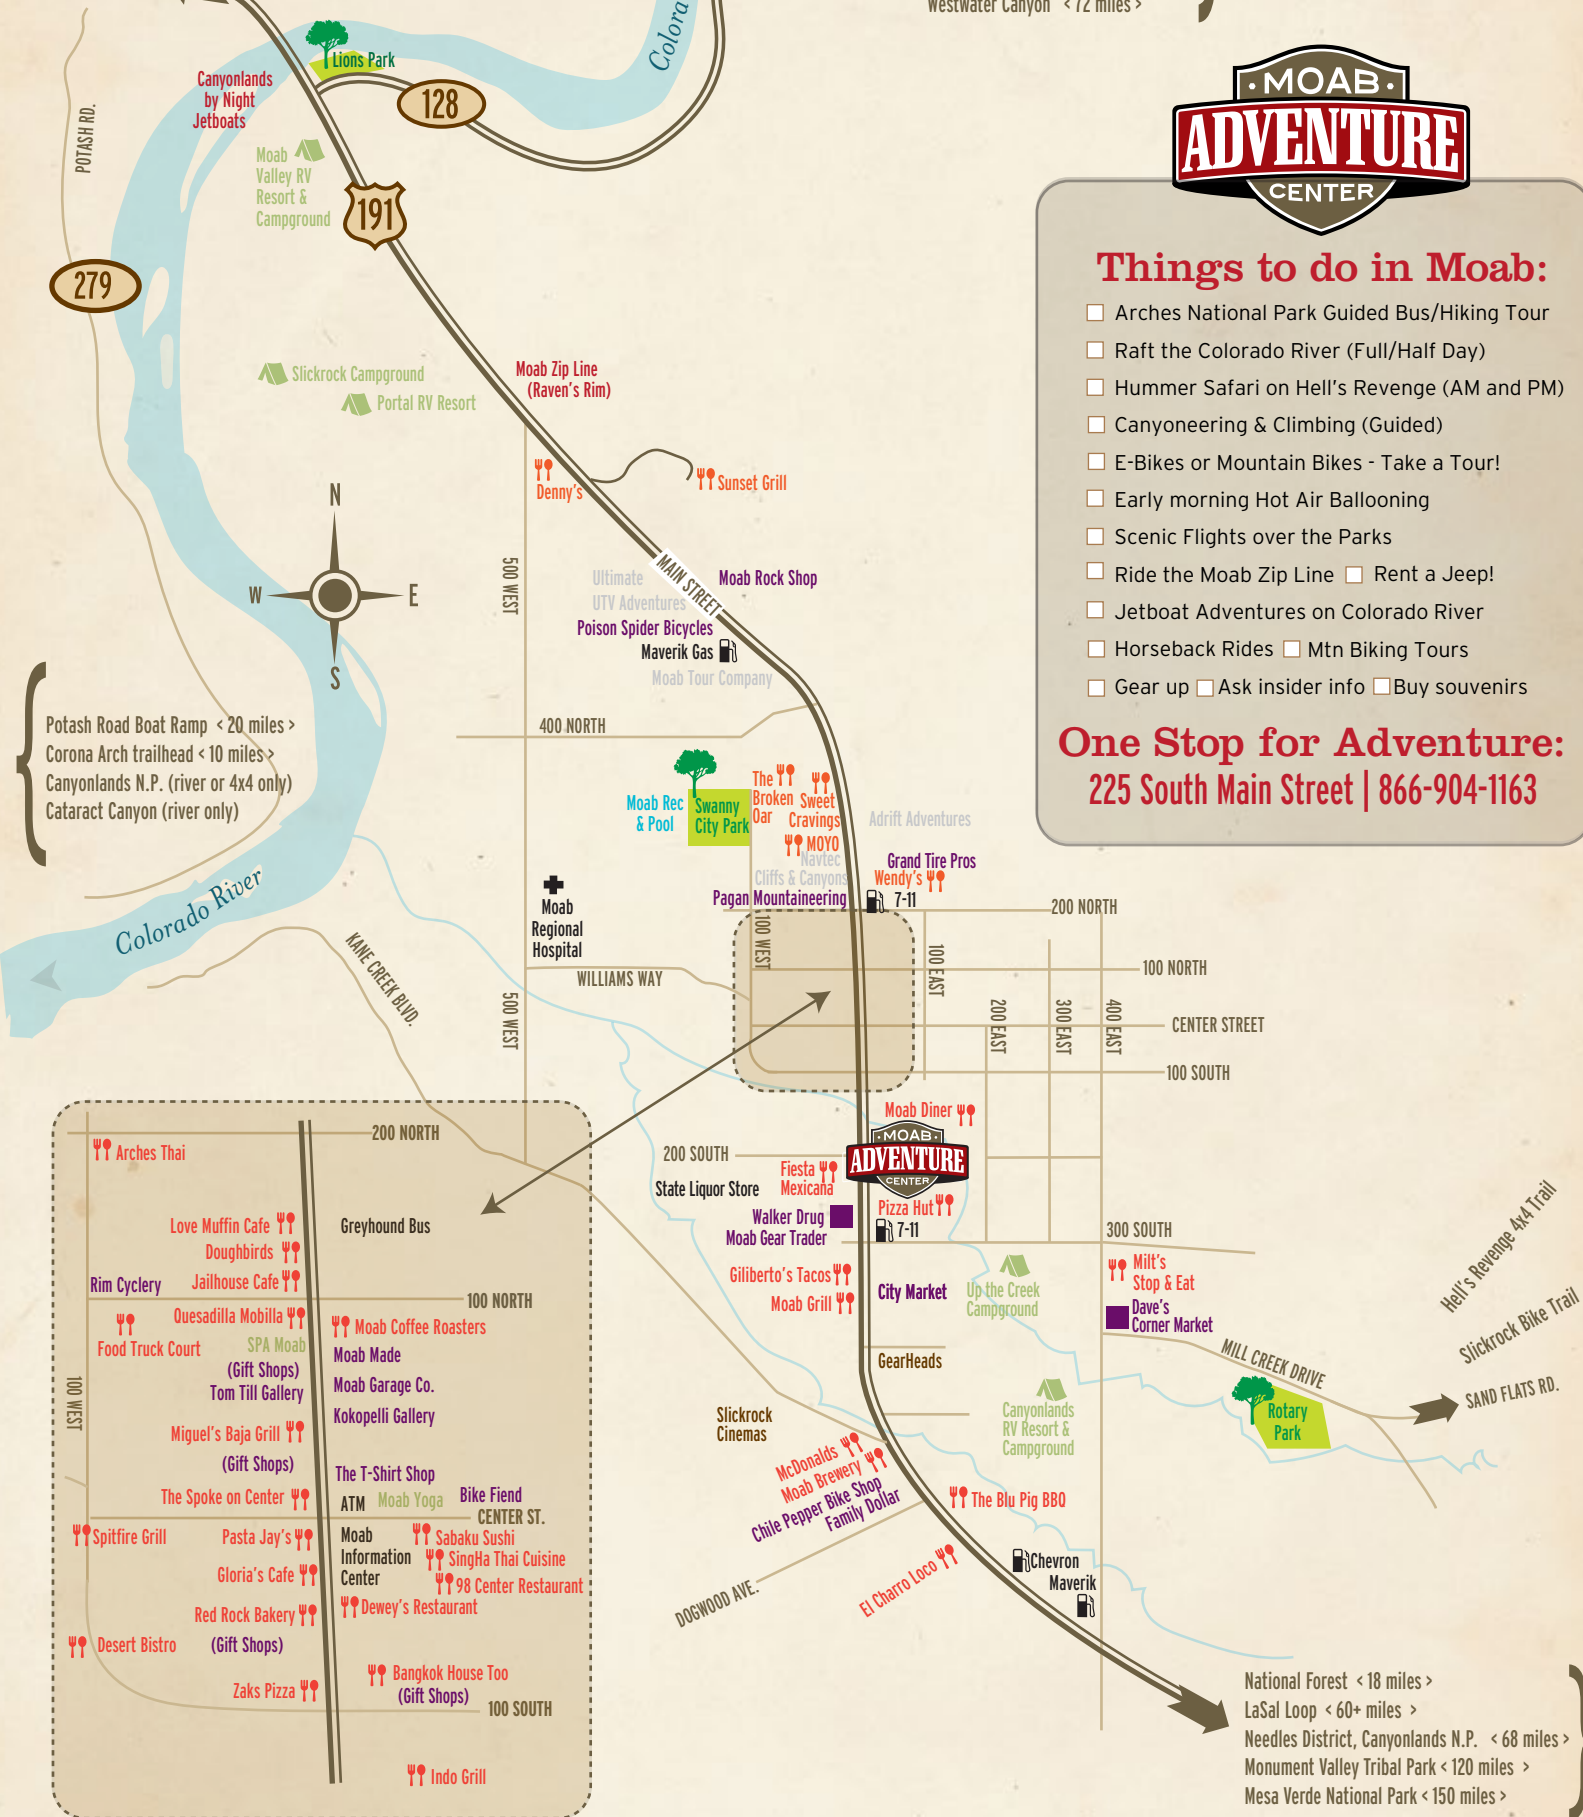 Westwater Canyon < 72 miles >
Colora
Lions Park
Canyonlands
by Night
Jetboats
128
POTASH RD.
Moab
Valley RV
Resort &
Campground
191
279
Slickrock Campground
Portal RV Resort
Moab Zip Line
(Raven's Rim)
Denny's
Sunset Grill
N
W
E
S
500 WEST
MAIN STREET
Ultimate
UTV Adventures
Moab Rock Shop
Poison Spider Bicycles
Maverik Gas
Moab Tour Company
400 NORTH
Potash Road Boat Ramp < 20 miles >
Corona Arch trailhead < 10 miles >
Canyonlands N.P. (river or 4x4 only)
Cataract Canyon (river only)
Moab Rec
& Pool
Swanny
City Park
The
Broken
Oar
Sweet
Cravings
MOYO
Navtec
Cliffs & Canyons
Pagan Mountaineering
Adrift Adventures
Grand Tire Pros
Wendy's
7-11
200 NORTH
Colorado River
KANE CREEK BLVD.
Moab
Regional
Hospital
WILLIAMS WAY
500 WEST
100 WEST
100 EAST
100 NORTH
200 EAST
300 EAST
400 EAST
CENTER STREET
100 SOUTH
Moab Diner
200 SOUTH
MOAB
ADVENTURE
CENTER
Fiesta
Mexicana
State Liquor Store
Walker Drug
Moab Gear Trader
Pizza Hut
7-11
300 SOUTH
Giliberto's Tacos
Moab Grill
City Market
Up the Creek
Campground
Milt's
Stop & Eat
Dave's
Corner Market
GearHeads
MILL CREEK DRIVE
Hell's Revenge 4x4 Trail
Slickrock Bike Trail
SAND FLATS RD.
Rotary
Park
Slickrock
Cinemas
Canyonlands
RV Resort &
Campground
McDonalds
Moab Brewery
Chile Pepper Bike Shop
Family Dollar
The Blu Pig BBQ
DOGWOOD AVE.
El Charro Loco
Chevron
Maverik
National Forest < 18 miles >
LaSal Loop < 60+ miles >
Needles District, Canyonlands N.P. < 68 miles >
Monument Valley Tribal Park < 120 miles >
Mesa Verde National Park < 150 miles >
200 NORTH
Arches Thai
Love Muffin Cafe
Greyhound Bus
Doughbirds
Rim Cyclery
Jailhouse Cafe
100 NORTH
Quesadilla Mobilla
Food Truck Court
Moab Coffee Roasters
SPA Moab
Moab Made
(Gift Shops)
Tom Till Gallery
Moab Garage Co.
Kokopelli Gallery
100 WEST
Miguel's Baja Grill
(Gift Shops)
The T-Shirt Shop
The Spoke on Center
ATM
Moab Yoga
Bike Fiend
CENTER ST.
Spitfire Grill
Pasta Jay's
Moab
Information
Center
Sabaku Sushi
SingHa Thai Cuisine
98 Center Restaurant
Gloria's Cafe
Red Rock Bakery
Dewey's Restaurant
Desert Bistro
(Gift Shops)
Zaks Pizza
Bangkok House Too
(Gift Shops)
100 SOUTH
Indo Grill
MOAB
ADVENTURE
CENTER
Things to do in Moab:
Arches National Park Guided Bus/Hiking Tour
Raft the Colorado River (Full/Half Day)
Hummer Safari on Hell's Revenge (AM and PM)
Canyoneering & Climbing (Guided)
E-Bikes or Mountain Bikes - Take a Tour!
Early morning Hot Air Ballooning
Scenic Flights over the Parks
Ride the Moab Zip Line Rent a Jeep!
Jetboat Adventures on Colorado River
Horseback Rides Mtn Biking Tours
Gear up Ask insider info Buy souvenirs
One Stop for Adventure:
225 South Main Street | 866-904-1163